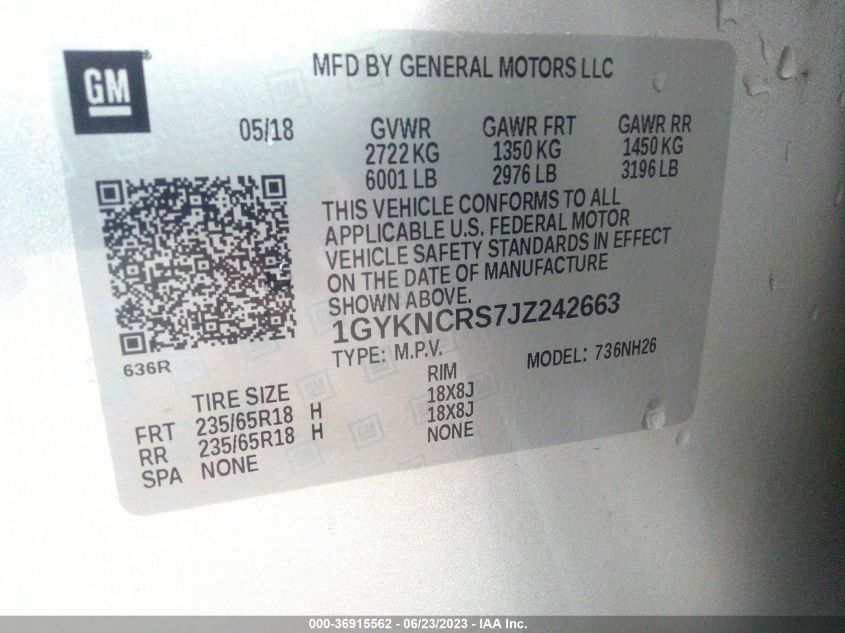 GM
MFD BY GENERAL MOTORS LLC
05/18 GVWR GAWR FRT GAWR RR
2722 KG 1350 KG 1450 KG
6001 LB 2976 LB 3196 LB
THIS VEHICLE CONFORMS TO ALL
APPLICABLE U.S. FEDERAL MOTOR
VEHICLE SAFETY STANDARDS IN EFFECT
ON THE DATE OF MANUFACTURE
SHOWN ABOVE.
1GYKNCRS7JZ242663
636R
TYPE: M.P.V. MODEL: 736NH26
TIRE SIZE RIM
FRT 235/65R18 H 18X8J
RR 235/65R18 H 18X8J
SPA NONE NONE
000-36915562 - 06/23/2023 - IAA Inc.